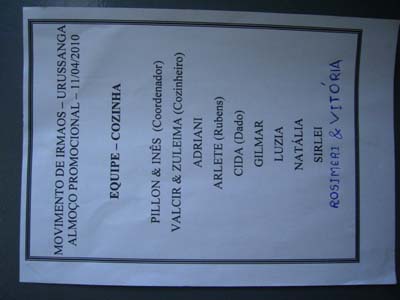 MOVIMENTO DE IRMAOS – URUSSANGA
ALMOÇO PROMOCIONAL – 11/04/2010
EQUIPE – COZINHA
PILLON & INÊS (Coordenador)
VALCIR & ZULEIMA (Cozinheiro)
ADRIANI
ARLETE (Rubens)
CIDA (Dado)
GILMAR
LUZIA
NATÁLIA
SIRLEI
ROSIMERI & VITÓRIA